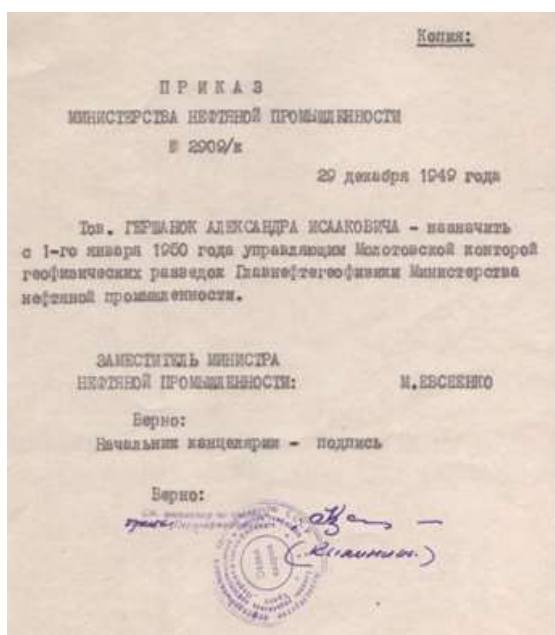 Копия:
ПРИКАЗ
МИНИСТЕРСТВА НЕФТЯНОЙ ПРОМЫШЛЕННОСТИ
№ 2909/к
29 декабря 1949 года
Тов. ГЕРШАНОК АЛЕКСАНДРА ИСААКОВИЧА - назначить
с 1-го января 1950 года управляющим Молотовской конторой
геофизических разведок Главнефтегеофизики Министерства
нефтяной промышленности.
ЗАМЕСТИТЕЛЬ МИНИСТРА
НЕФТЯНОЙ ПРОМЫШЛЕННОСТИ: М.ЕВСЕЕНКО
Верно:
Начальник канцелярии - подпись
Верно: